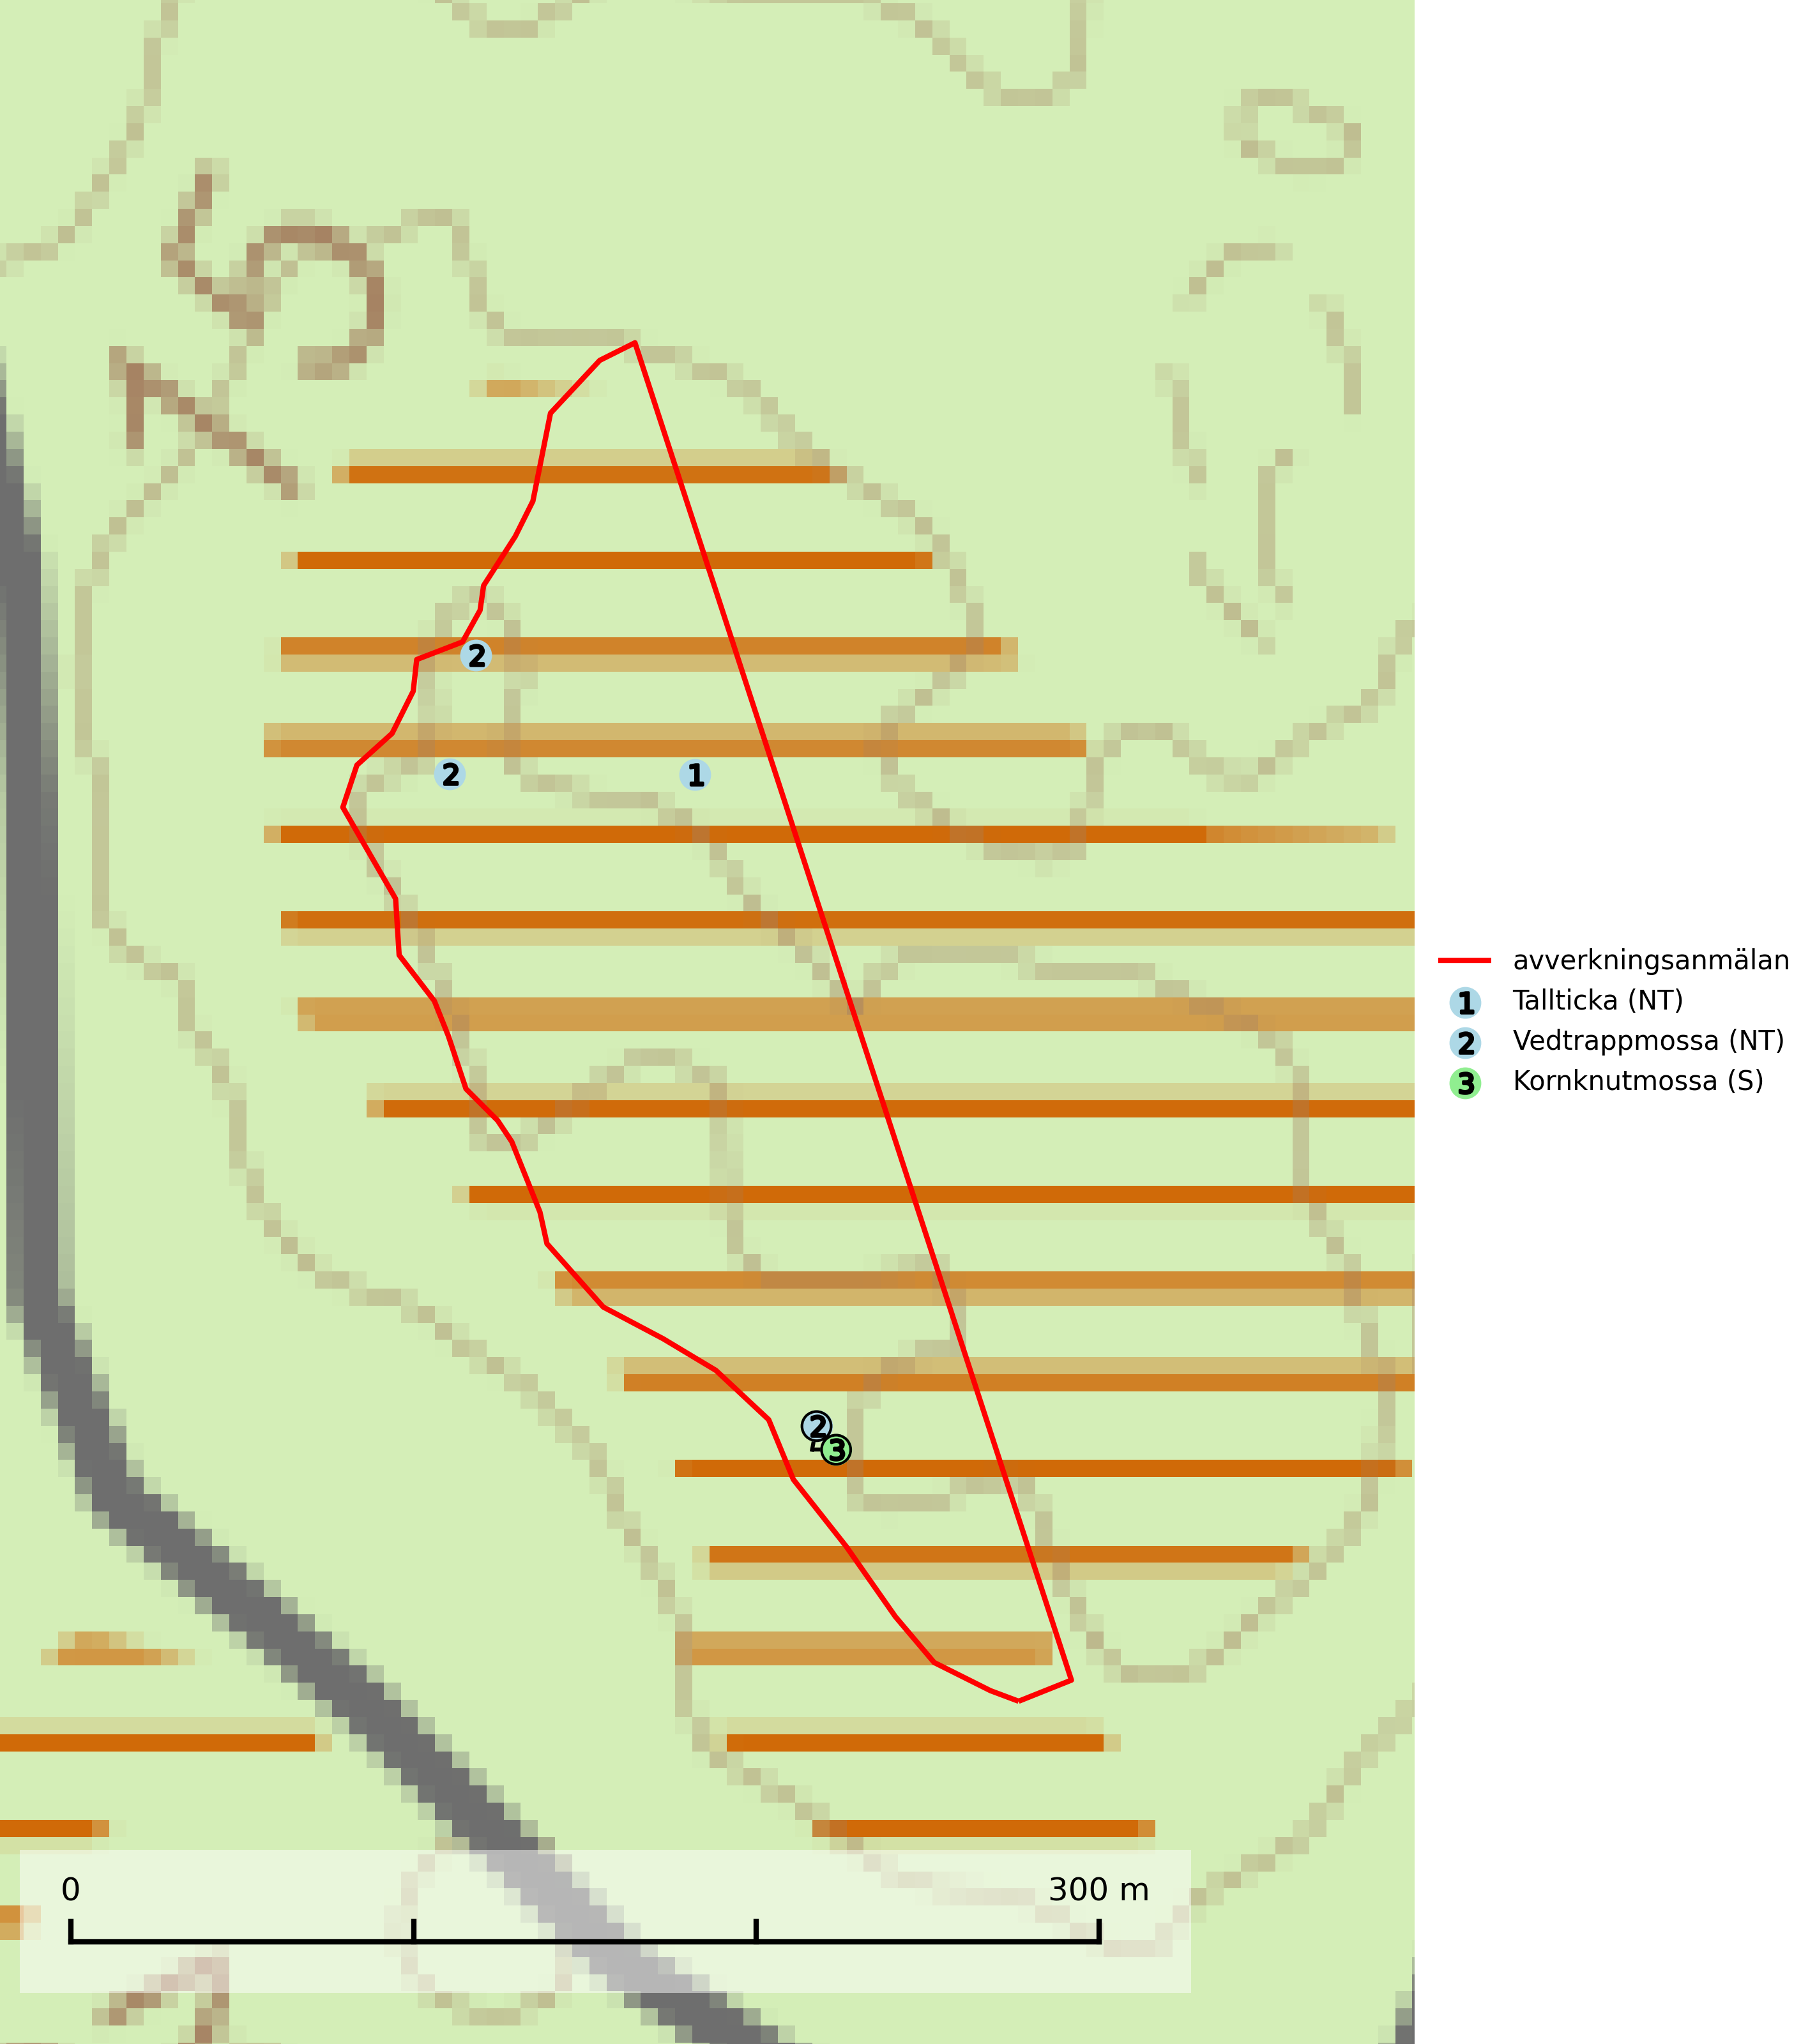 2
2
1
avverkningsanmälan
1 Tallticka (NT)
2 Vedtrappmossa (NT)
3 Kornknutmossa (S)
2
3
0 300 m